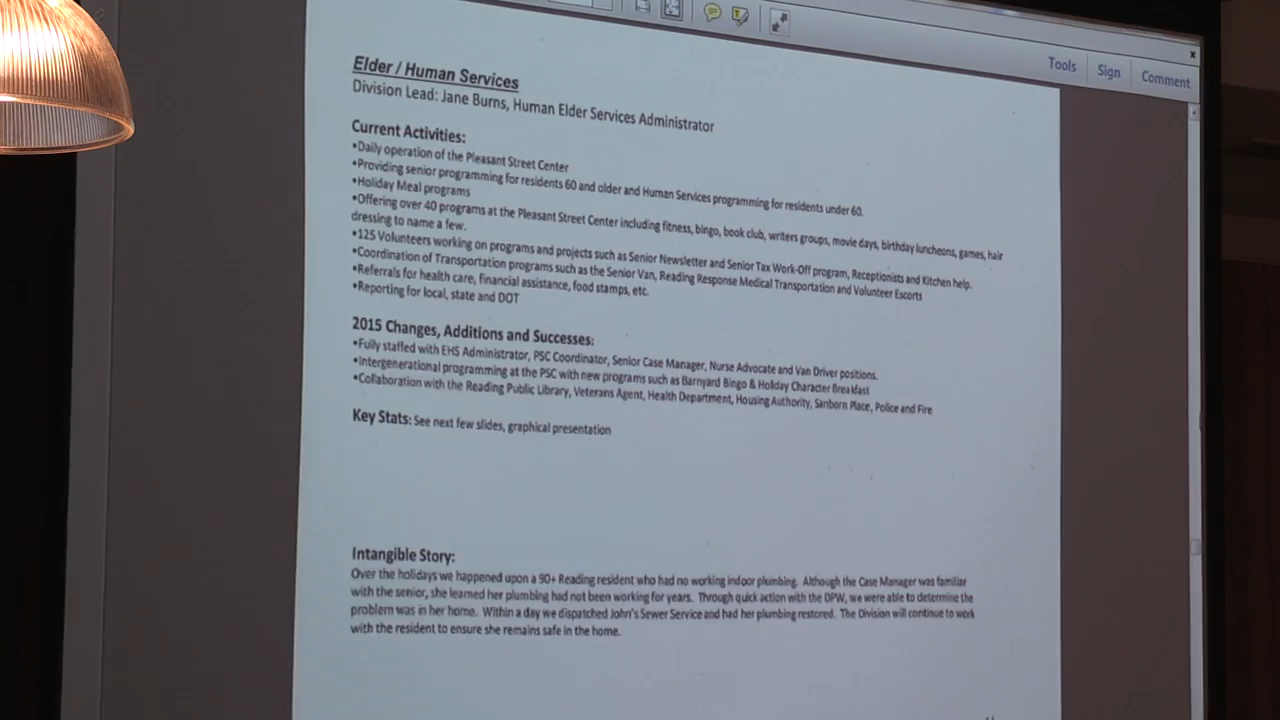 Tools Sign Comment
Elder / Human Services
Division Lead: Jane Burns, Human Elder Services Administrator
Current Activities:
•Daily operation of the Pleasant Street Center
•Providing senior programming for residents 60 and older and Human Services programming for residents under 60.
•Holiday Meal programs
•Offering over 40 programs at the Pleasant Street Center including fitness, bingo, book club, writers groups, movie days, birthday luncheons, games, hair
dressing to name a few.
•125 Volunteers working on programs and projects such as Senior Newsletter and Senior Tax Work-Off program, Receptionists and Kitchen help.
•Coordination of Transportation programs such as the Senior Van, Reading Response Medical Transportation and Volunteer Escorts
•Referrals for health care, financial assistance, food stamps, etc.
•Reporting for local, state and DOT
2015 Changes, Additions and Successes:
•Fully staffed with EHS Administrator, PSC Coordinator, Senior Case Manager, Nurse Advocate and Van Driver positions.
•Intergenerational programming at the PSC with new programs such as Barnyard Bingo & Holiday Character Breakfast
•Collaboration with the Reading Public Library, Veterans Agent, Health Department, Housing Authority, Sanborn Place, Police and Fire
Key Stats: See next few slides, graphical presentation
Intangible Story:
Over the holidays we happened upon a 90+ Reading resident who had no working indoor plumbing. Although the Case Manager was familiar
with the senior, she learned her plumbing had not been working for years. Through quick action with the DPW, we were able to determine the
problem was in her home. Within a day we dispatched John's Sewer Service and had her plumbing restored. The Division will continue to work
with the resident to ensure she remains safe in the home.